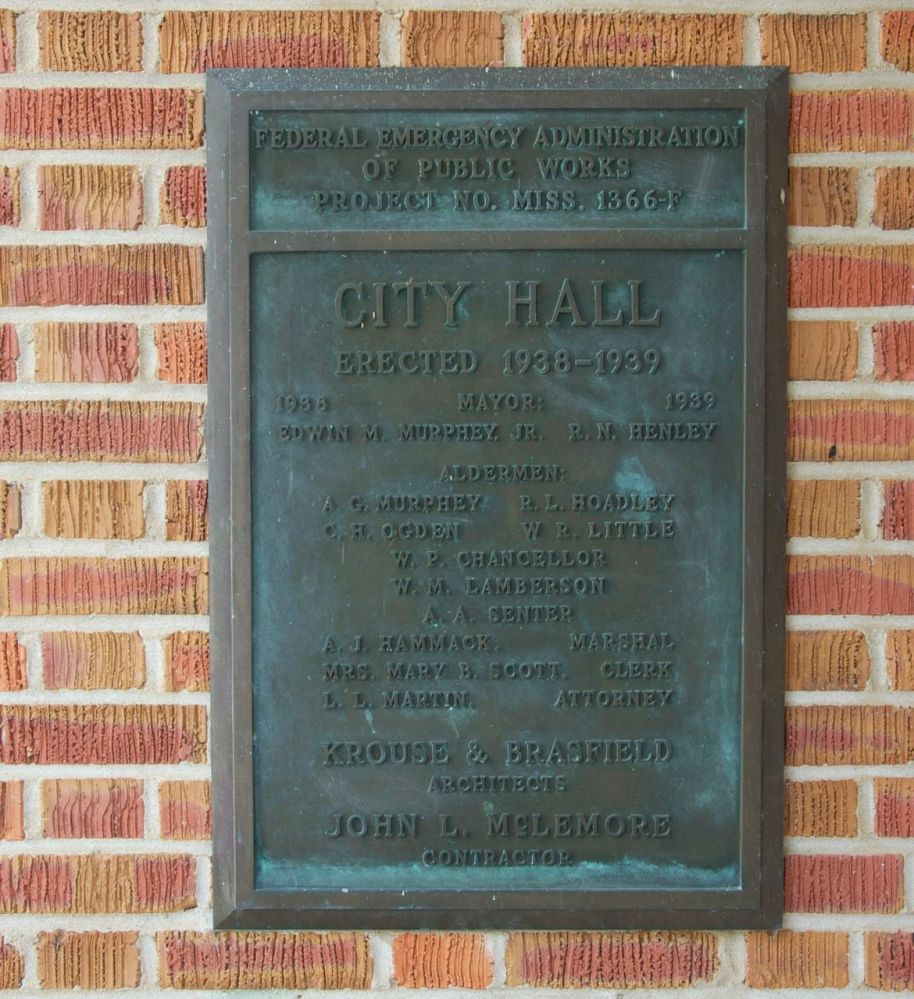 FEDERAL EMERGENCY ADMINISTRATION
OF PUBLIC WORKS
PROJECT NO. MISS. 1366-F
CITY HALL
ERECTED 1938-1939
1938 MAYOR: 1939
EDWIN M. MURPHEY, JR. R. N. HENLEY
ALDERMEN:
A. G. MURPHEY R. L. HOADLEY
C. H. OGDEN W. R. LITTLE
W. P. CHANCELLOR
W. M. LAMBERSON
A. A. SENTER
A. J. HAMMACK. MARSHAL
MRS. MARY B. SCOTT. CLERK
L. L. MARTIN. ATTORNEY
KROUSE & BRASFIELD
ARCHITECTS
JOHN L. McLEMORE
CONTRACTOR